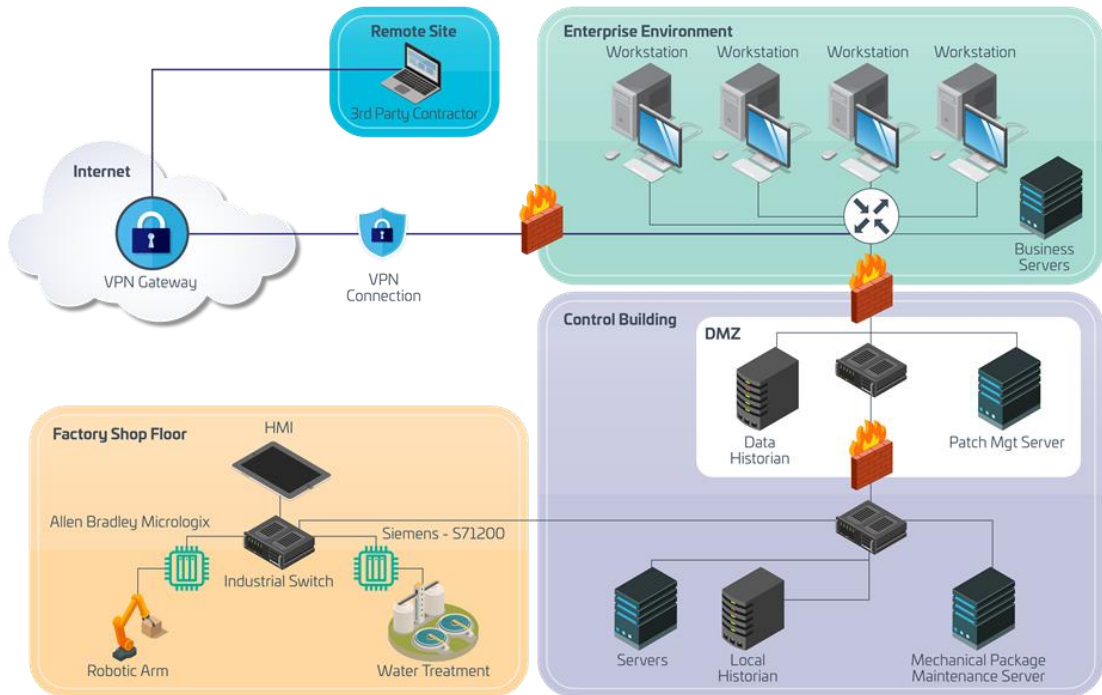 Remote Site
3rd Party Contractor
Enterprise Environment
Workstation
Workstation
Workstation
Workstation
Business
Servers
Internet
VPN Gateway
VPN
Connection
Control Building
DMZ
Data
Historian
Patch Mgt Server
Factory Shop Floor
HMI
Allen Bradley Micrologix
Siemens - S71200
Industrial Switch
Robotic Arm
Water Treatment
Servers
Local
Historian
Mechanical Package
Maintenance Server